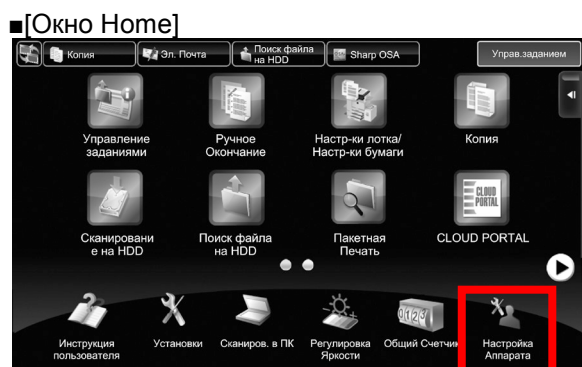 ■[Окно Home]
Копия
Эл. Почта
Поиск файла
на HDD
Sharp OSA
Управ.заданием
Управление
заданиями
Ручное
Окончание
Настр-ки лотка/
Настр-ки бумаги
Копия
CLOUD
PORTAL
Сканировани
е на HDD
Поиск файла
на HDD
Пакетная
Печать
CLOUD PORTAL
0123
Инструкция
пользователя
Установки
Сканиров. в ПК
Регулировка
Яркости
Общий Счетчик
Настройка
Аппарата